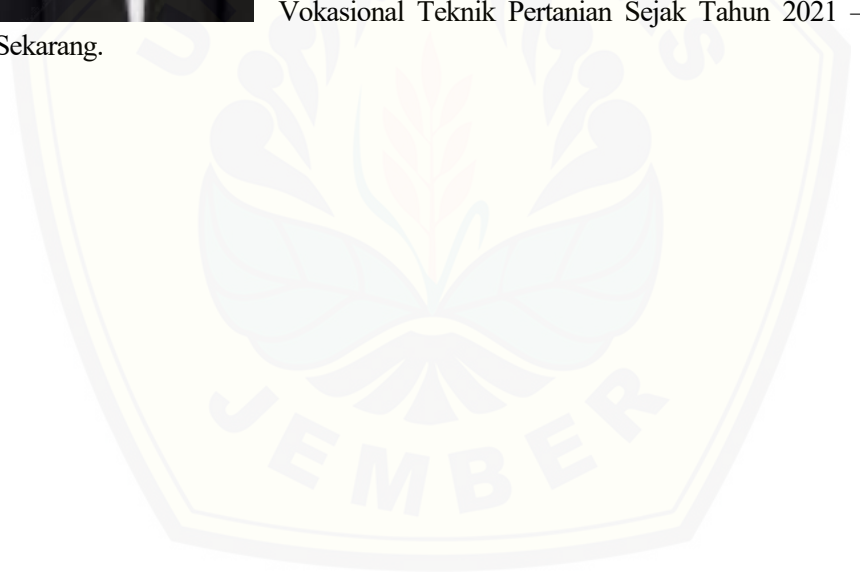 Vokasional Teknik Pertanian Sejak Tahun 2021 –
Sekarang.
JEMBER